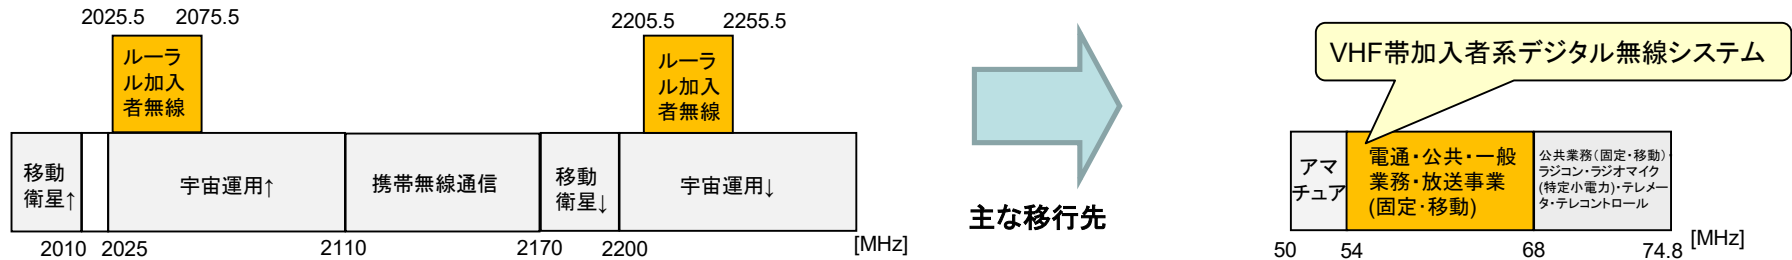 2025.5 2075.5
2205.5 2255.5
ルーラ
ル加入
者無線
ルーラ
ル加入
者無線
移動
衛星↑
宇宙運用↑
携帯無線通信
移動
衛星↓
宇宙運用↓
2010 2025 2110 2170 2200 [MHz]
主な移行先
VHF帯加入者系デジタル無線システム
アマ
チュア
電通・公共・一般
業務・放送事業
(固定・移動)
公共業務(固定・移動)・
ラジコン・ラジオマイク
(特定小電力)・テレメー
タ・テレコントロール
50 54 68 74.8 [MHz]